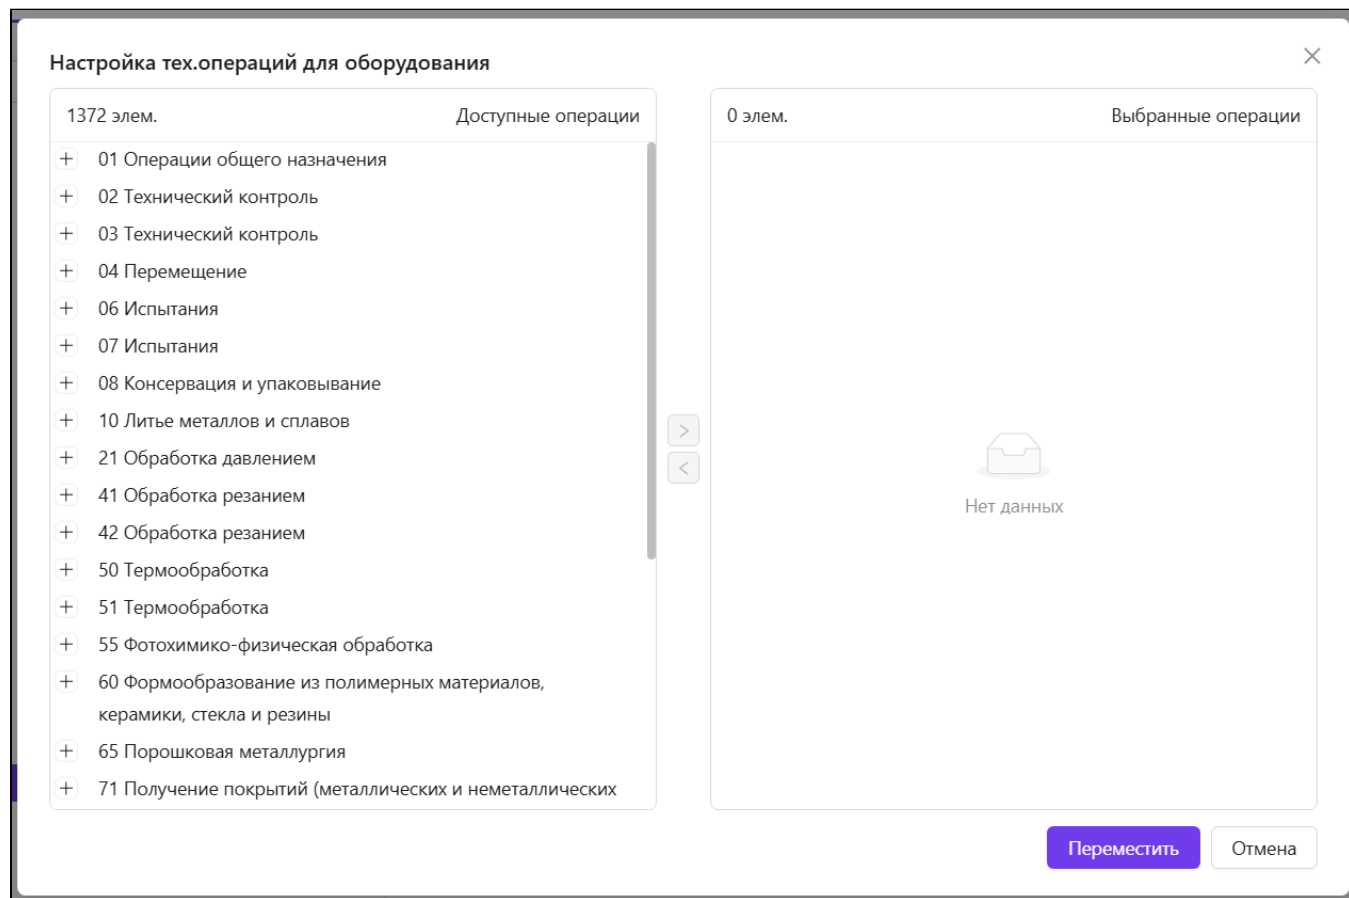 Настройка тех.операций для оборудования
1372 элем.
Доступные операции
01 Операции общего назначения
02 Технический контроль
03 Технический контроль
04 Перемещение
06 Испытания
07 Испытания
08 Консервация и упаковывание
10 Литье металлов и сплавов
21 Обработка давлением
41 Обработка резанием
42 Обработка резанием
50 Термообработка
51 Термообработка
55 Фотохимико-физическая обработка
60 Формообразование из полимерных материалов,
керамики, стекла и резины
65 Порошковая металлургия
71 Получение покрытий (металлических и неметаллических
0 элем.
Выбранные операции
Нет данных
Переместить
Отмена